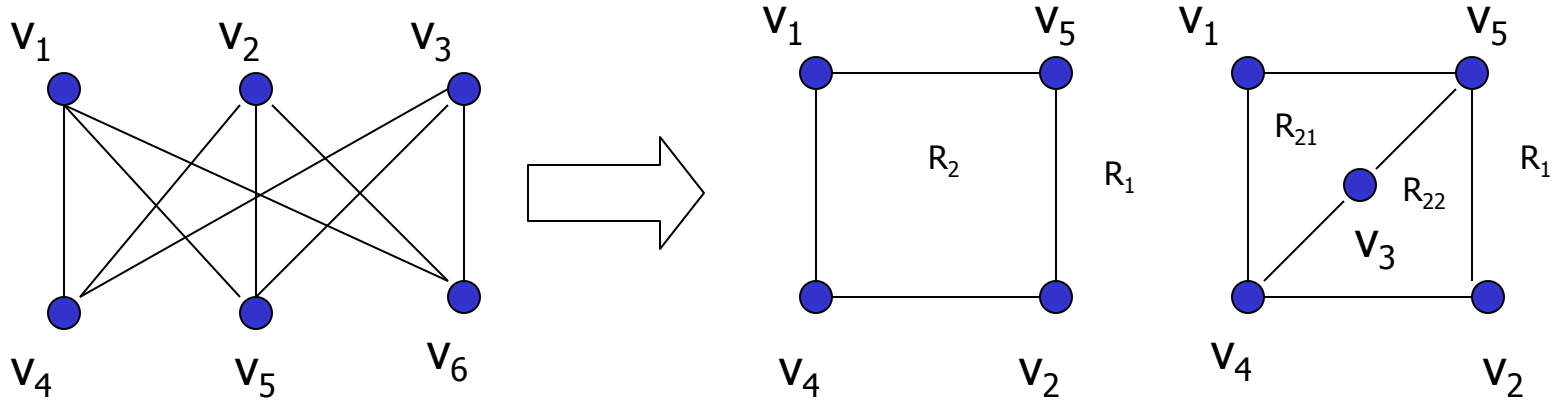 v₁ v₂ v₃
v₄ v₅ v₆
v₁ v₅
R₂ R₁
v₄ v₂
v₁ v₅
R₂₁ R₁
R₂₂
v₃
v₄ v₂